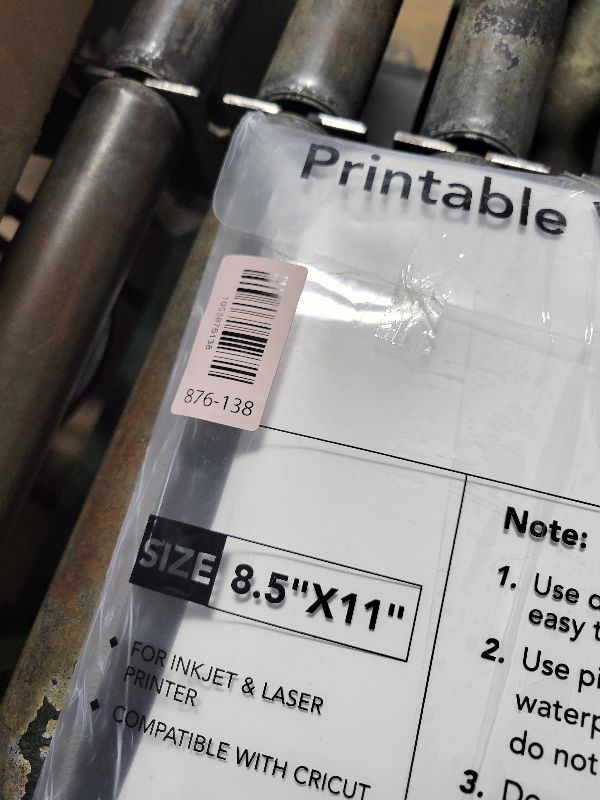 Printable
1053876138
876-138
SIZE 8.5"X11"
FOR INKJET & LASER
PRINTER
COMPATIBLE WITH CRICUT
Note:
1. Use
easy
2. Use
do not
3.